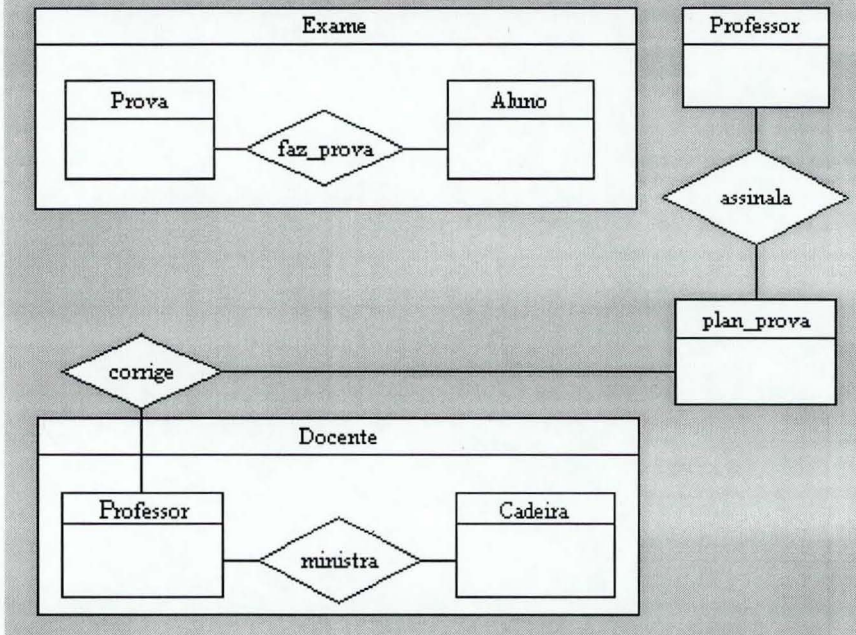 Exame
Professor
Prova
Aluno
faz_prova
assinala
plan_prova
corrige
Docente
Professor
Cadeira
ministra